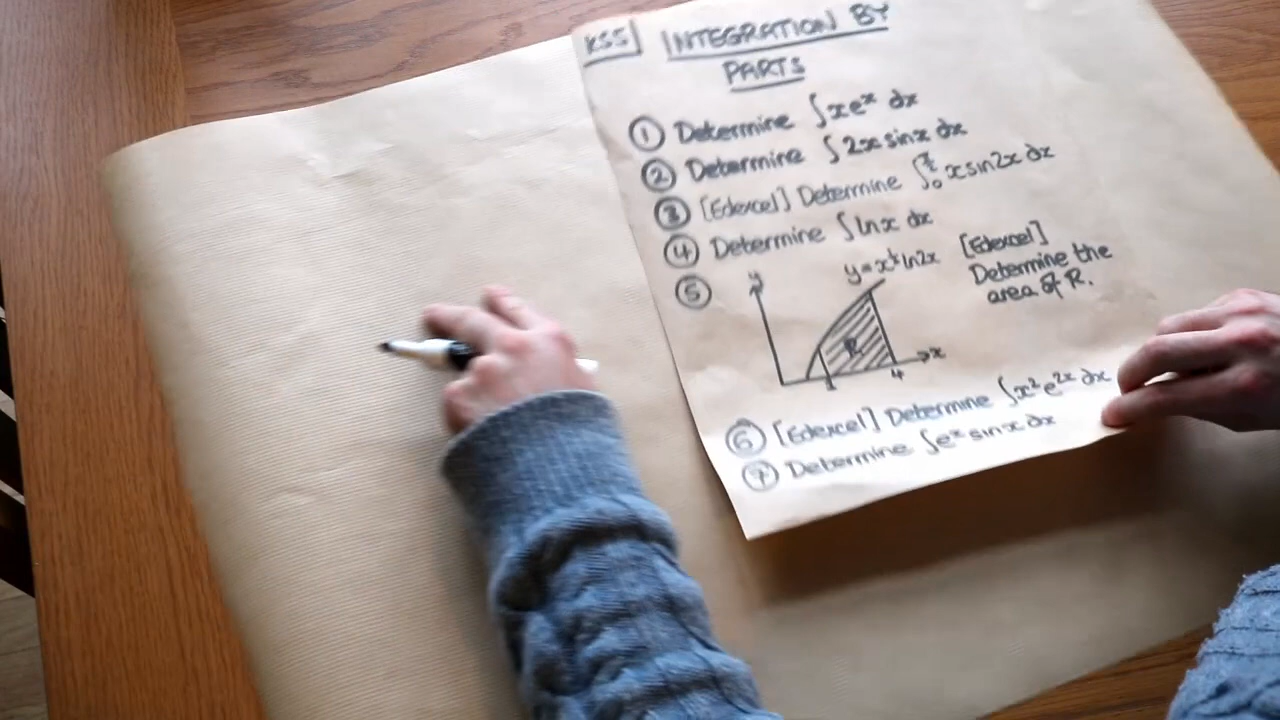 KS5 INTEGRATION BY
PARTS
① Determine ∫xeˣ dx
② Determine ∫2x sinx dx
③ [Edexcel] Determine ∫₀^(π/2) x sin2x dx
④ Determine ∫lnx dx
⑤ y y=x^½ ln2x [Edexcel]
Determine the
area of R.
R
1 4 x
⑥ [Edexcel] Determine ∫x²e²ˣ dx
⑦ Determine ∫eˣ sinx dx